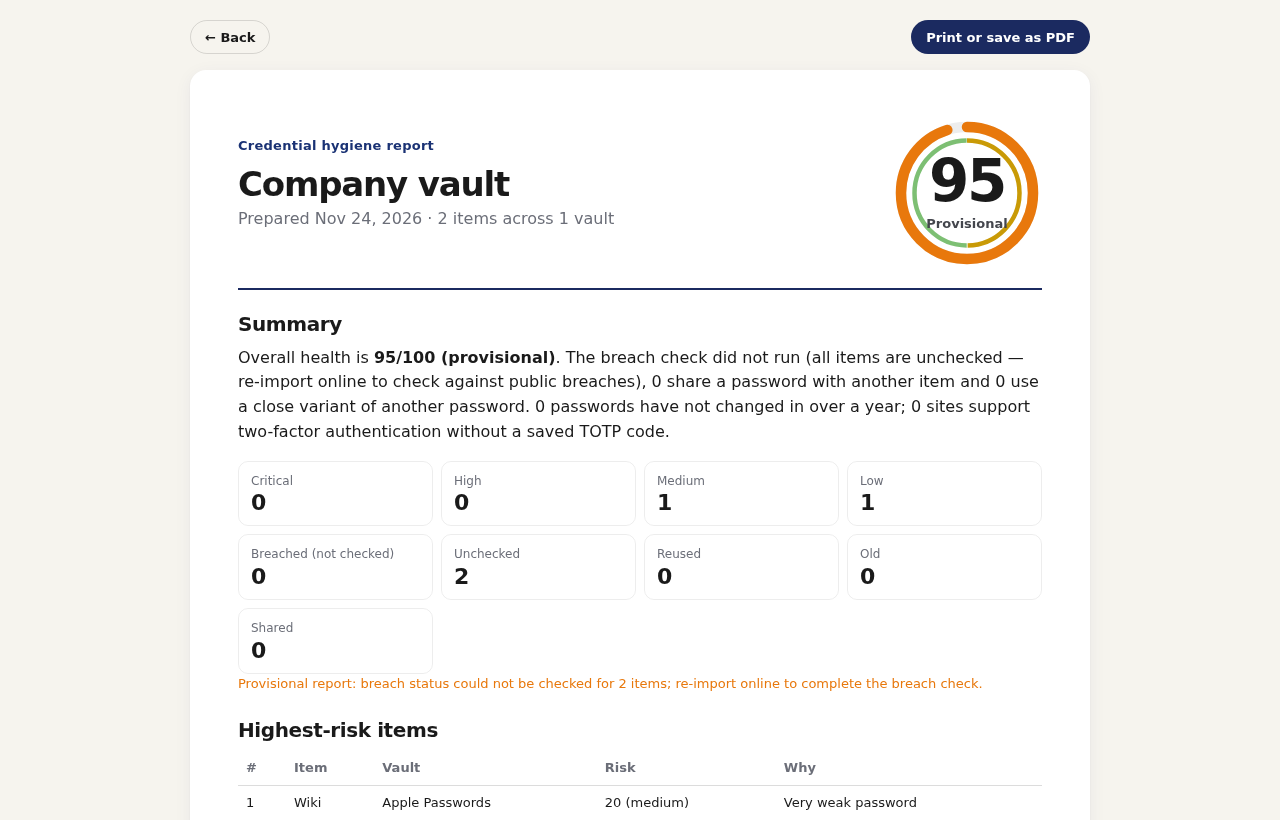 ← Back
Print or save as PDF
Credential hygiene report
Company vault
Prepared Nov 24, 2026 · 2 items across 1 vault
95
Provisional
Summary
Overall health is 95/100 (provisional). The breach check did not run (all items are unchecked —
re-import online to check against public breaches), 0 share a password with another item and 0 use
a close variant of another password. 0 passwords have not changed in over a year; 0 sites support
two-factor authentication without a saved TOTP code.
Critical
0
High
0
Medium
1
Low
1
Breached (not checked)
0
Unchecked
2
Reused
0
Old
0
Shared
0
Provisional report: breach status could not be checked for 2 items; re-import online to complete the breach check.
Highest-risk items
# Item Vault Risk Why
1 Wiki Apple Passwords 20 (medium) Very weak password